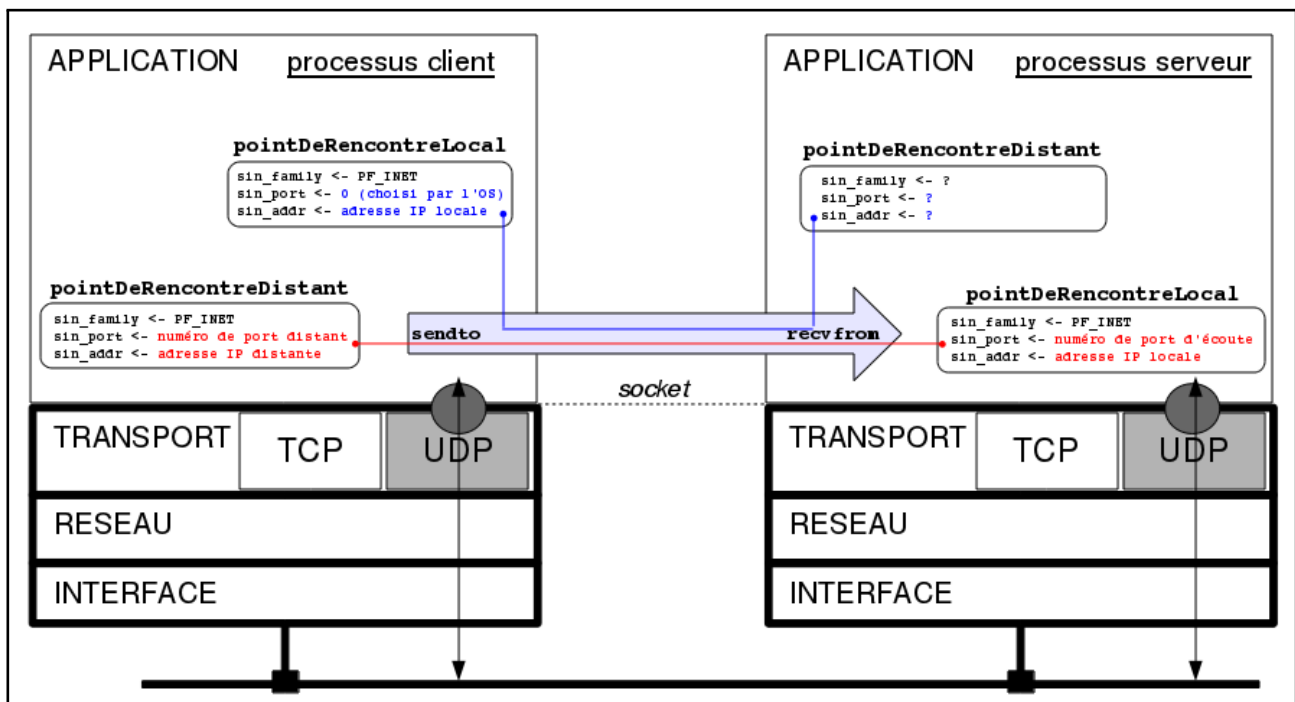 APPLICATION processus client
pointDeRencontreLocal
sin_family <- PF_INET
sin_port <- 0 (choisi par l'OS)
sin_addr <- adresse IP locale
pointDeRencontreDistant
sin_family <- PF_INET
sin_port <- numéro de port distant
sin_addr <- adresse IP distante
sendto
TRANSPORT TCP UDP
RESEAU
INTERFACE
socket
APPLICATION processus serveur
pointDeRencontreDistant
sin_family <- ?
sin_port <- ?
sin_addr <- ?
pointDeRencontreLocal
sin_family <- PF_INET
sin_port <- numéro de port d'écoute
sin_addr <- adresse IP locale
recvfrom
TRANSPORT TCP UDP
RESEAU
INTERFACE